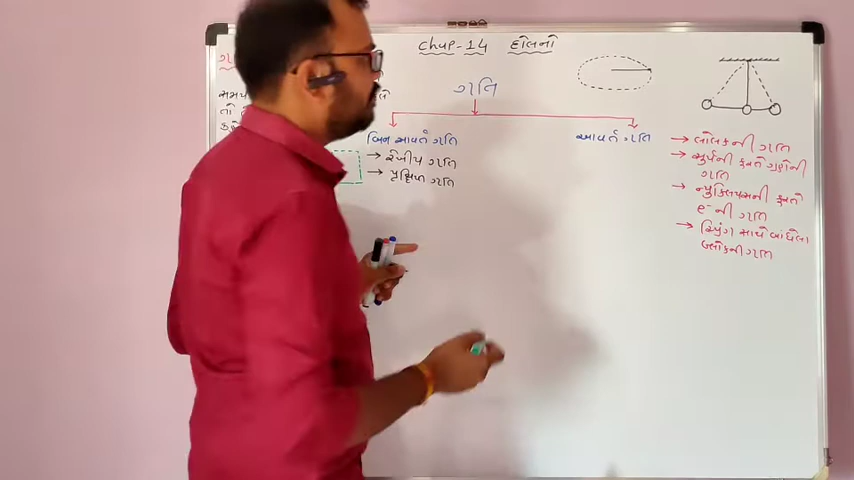 Chap-14 દોલનો
ગતિ
બિન આવર્ત ગતિ
આવર્ત ગતિ
→ રેખીય ગતિ
→ પ્રક્ષિપ્ત ગતિ
→ લોલકની ગતિ
→ સુર્યની ફરતે ગ્રહોની
ગતિ
→ ન્યુક્લિયસની ફરતે
e⁻ ની ગતિ
→ સ્પ્રિંગ સાથે બાંધેલા
બ્લોકની ગતિ